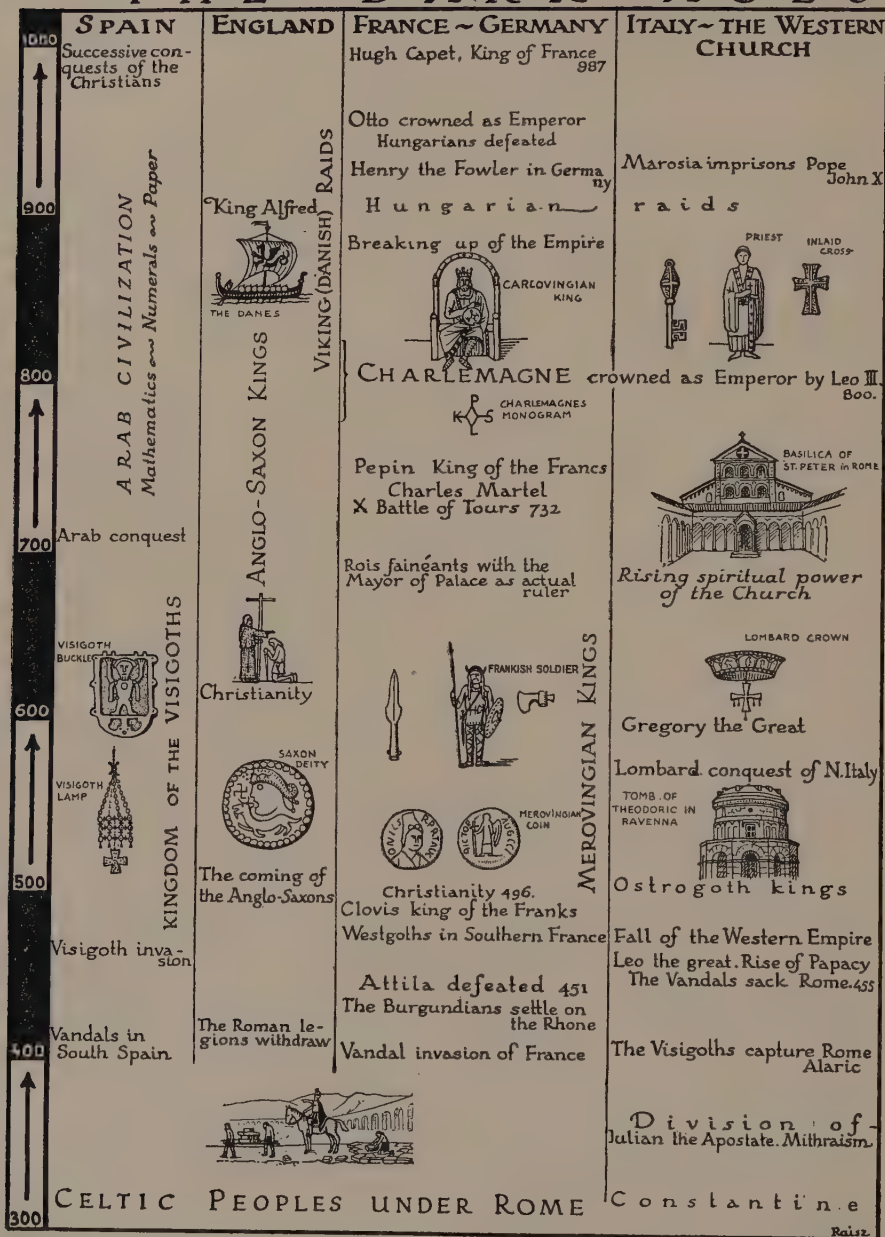 SPAIN
ENGLAND
FRANCE ~ GERMANY
ITALY ~ THE WESTERN
CHURCH
1000
900
800
700
600
500
400
300
Successive con-
quests of the
Christians
ARAB CIVILIZATION
Mathematics ~ Numerals ~ Paper
Arab conquest
VISIGOTH
BUCKLE
KINGDOM OF THE VISIGOTHS
VISIGOTH
LAMP
Visigoth inva-
sion
Vandals in
South Spain
King Alfred
VIKING (DANISH) RAIDS
THE DANES
ANGLO-SAXON KINGS
Christianity
SAXON
DEITY
The coming of
the Anglo-Saxons
The Roman le-
gions withdraw
Hugh Capet, King of France
987
Otto crowned as Emperor
Hungarians defeated
Henry the Fowler in Germa
ny
Hungarian raids
Breaking up of the Empire
CARLOVINGIAN
KING
CHARLEMAGNE crowned as Emperor by Leo III.
800.
K S
CHARLEMAGNES
MONOGRAM
Pepin King of the Francs
Charles Martel
X Battle of Tours 732
Rois fainéants with the
Mayor of Palace as actual
ruler
FRANKISH SOLDIER
MEROVINGIAN KINGS
MEROVINGIAN
COIN
Christianity 496.
Clovis king of the Franks
Westgoths in Southern France
Attila defeated 451
The Burgundians settle on
the Rhone
Vandal invasion of France
Marosia imprisons Pope
John X
PRIEST
INLAID
CROSS
BASILICA OF
ST. PETER in ROME
Rising spiritual power
of the Church
LOMBARD CROWN
Gregory the Great
Lombard conquest of N.Italy
TOMB OF
THEODORIC IN
RAVENNA
Ostrogoth kings
Fall of the Western Empire
Leo the great. Rise of Papacy
The Vandals sack Rome.455
The Visigoths capture Rome
Alaric
Division of-
Julian the Apostate. Mithraism
CELTIC PEOPLES UNDER ROME
Constantine
Raisz